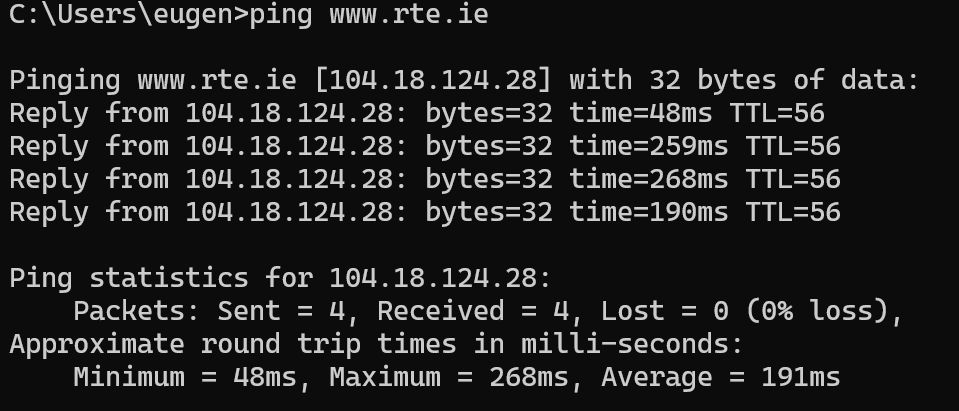 C:\Users\eugen>ping www.rte.ie
Pinging www.rte.ie [104.18.124.28] with 32 bytes of data:
Reply from 104.18.124.28: bytes=32 time=48ms TTL=56
Reply from 104.18.124.28: bytes=32 time=259ms TTL=56
Reply from 104.18.124.28: bytes=32 time=268ms TTL=56
Reply from 104.18.124.28: bytes=32 time=190ms TTL=56
Ping statistics for 104.18.124.28:
    Packets: Sent = 4, Received = 4, Lost = 0 (0% loss),
Approximate round trip times in milli-seconds:
    Minimum = 48ms, Maximum = 268ms, Average = 191ms